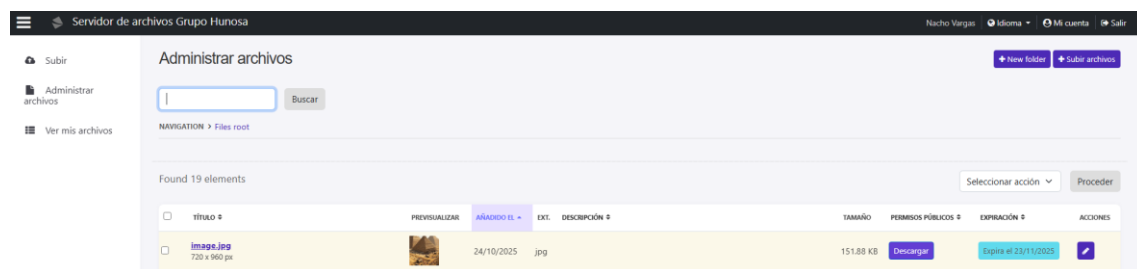 Servidor de archivos Grupo Hunosa
Nacho Vargas Idioma Mi cuenta Salir
Subir
Administrar archivos
Ver mis archivos
Administrar archivos
+ New folder + Subir archivos
Buscar
NAVIGATION > Files root
Found 19 elements
Seleccionar acción Proceder
TÍTULO PREVISUALIZAR AÑADIDO EL EXT. DESCRIPCIÓN TAMAÑO PERMISOS PÚBLICOS EXPIRACIÓN ACCIONES
image.jpg
720 x 960 px
24/10/2025 jpg 151.88 KB Descargar Expira el 23/11/2025